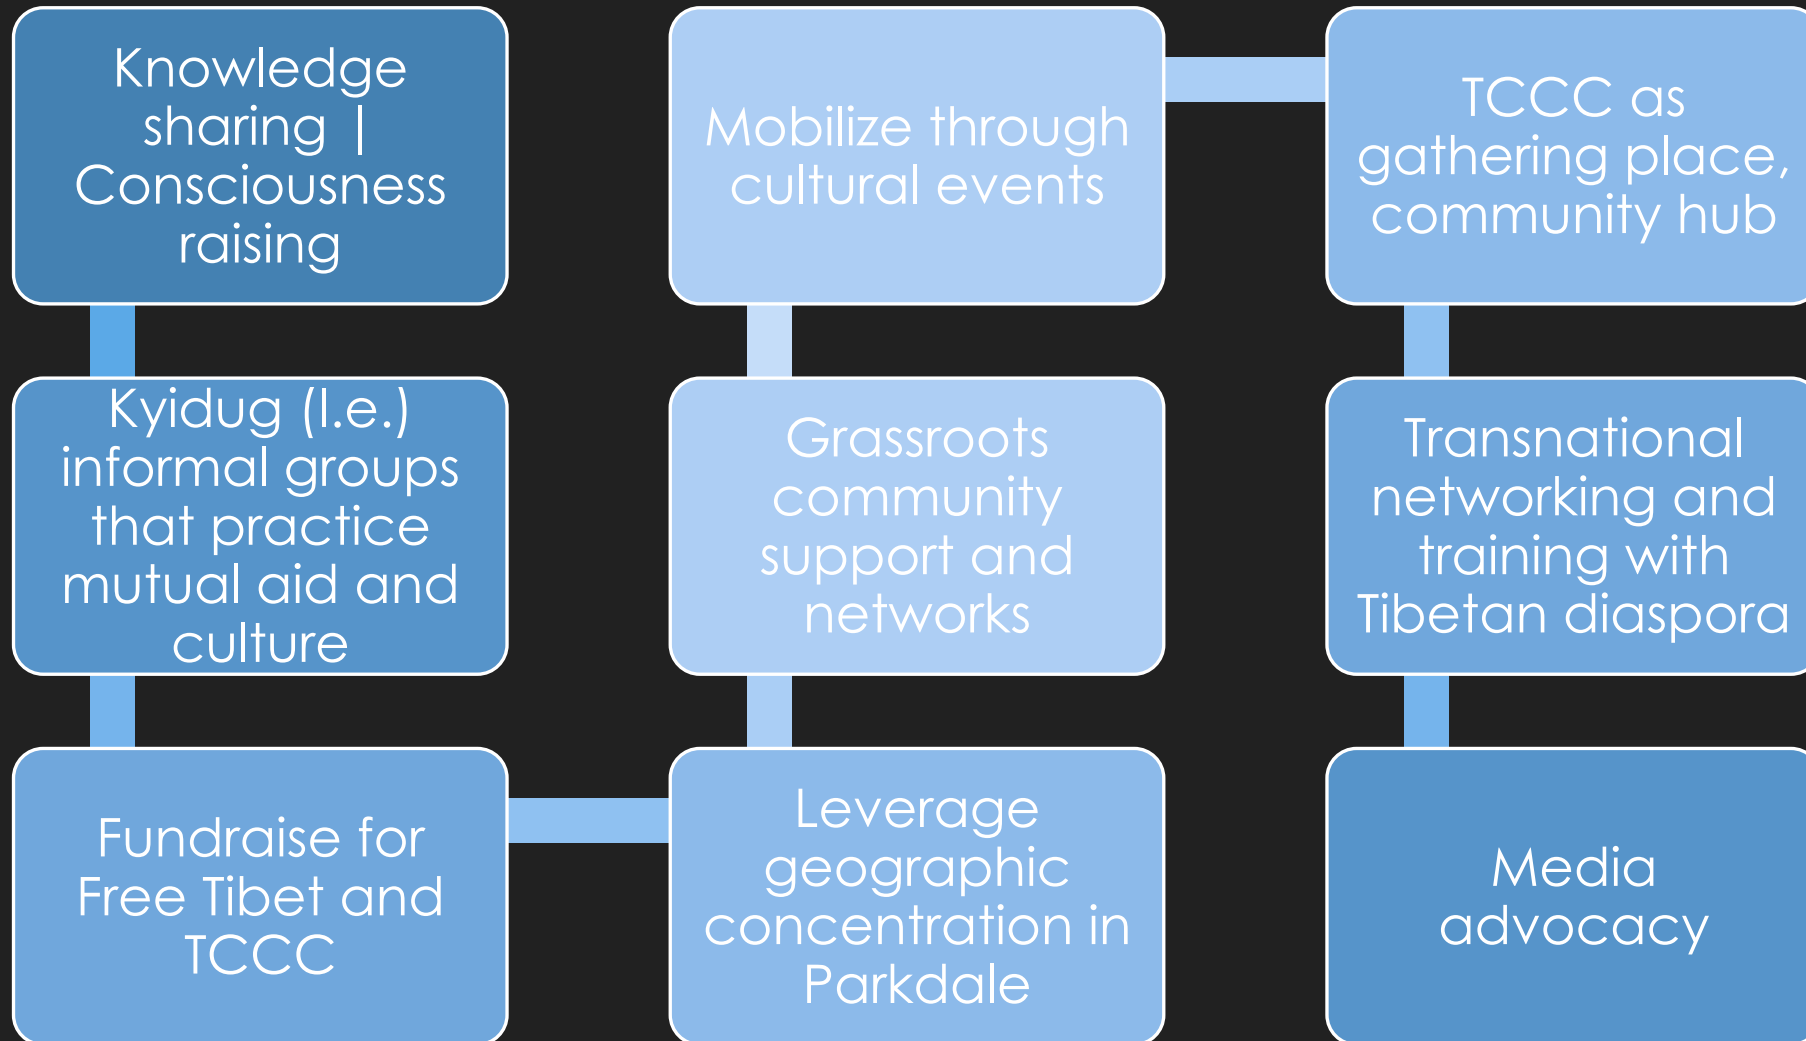 Knowledge
sharing |
Consciousness
raising
Kyidug (I.e.)
informal groups
that practice
mutual aid and
culture
Fundraise for
Free Tibet and
TCCC
Leverage
geographic
concentration in
Parkdale
Grassroots
community
support and
networks
Mobilize through
cultural events
TCCC as
gathering place,
community hub
Transnational
networking and
training with
Tibetan diaspora
Media
advocacy